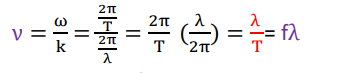 ν = ω/k = (2π/T)/(2π/λ) = 2π/T (λ/2π) = λ/T = fλ